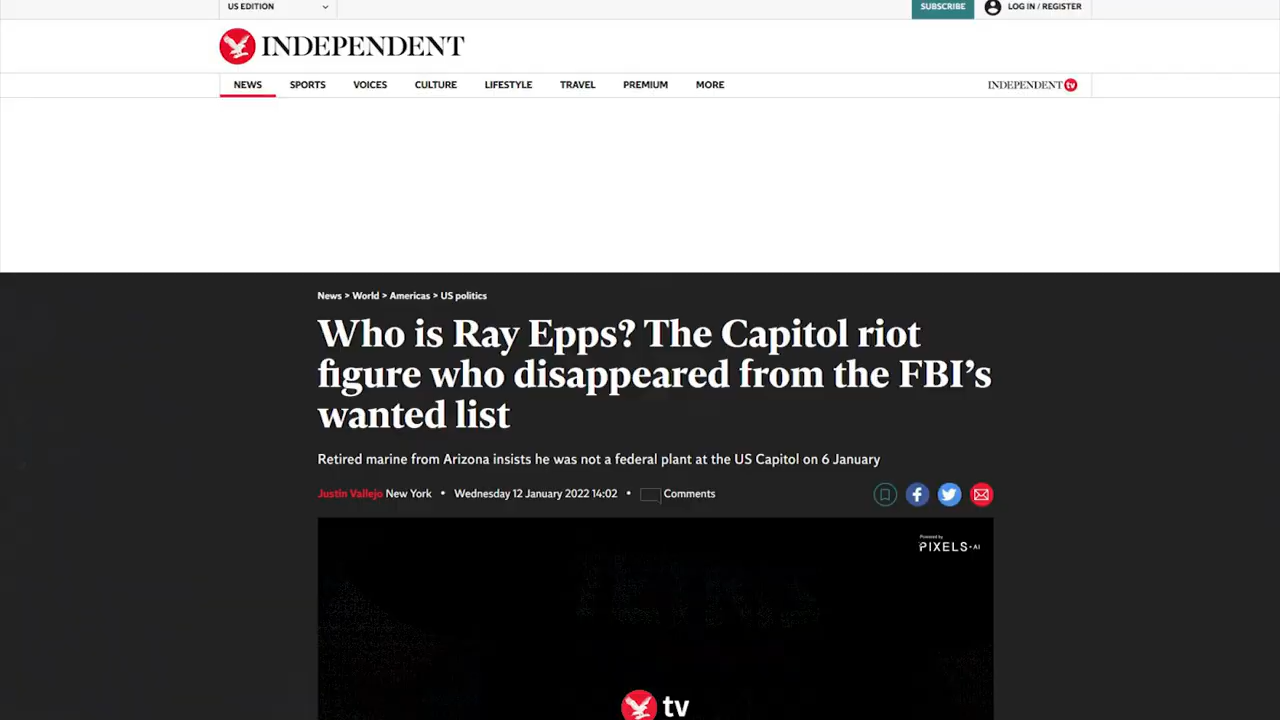 US EDITION
SUBSCRIBE
LOG IN / REGISTER
INDEPENDENT
NEWS SPORTS VOICES CULTURE LIFESTYLE TRAVEL PREMIUM MORE INDEPENDENT tv
News > World > Americas > US politics
Who is Ray Epps? The Capitol riot
figure who disappeared from the FBI’s
wanted list
Retired marine from Arizona insists he was not a federal plant at the US Capitol on 6 January
Justin Vallejo New York • Wednesday 12 January 2022 14:02 • Comments
Powered by
PIXELS.AI
tv